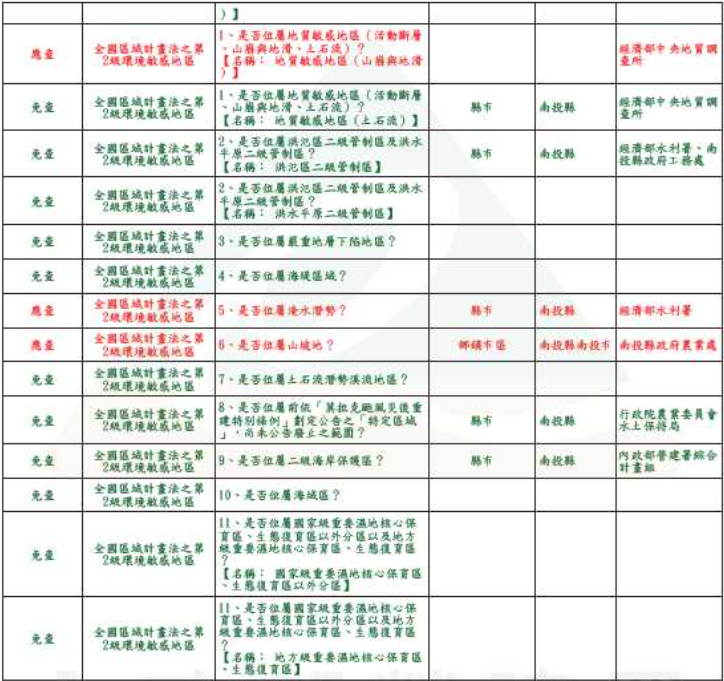 ）】
應查 全國區域計畫法之第2級環境敏感地區 1、是否位屬地質敏感地區（活動斷層
、山崩與地滑、土石流）？
【名稱： 地質敏感地區（山崩與地滑
）】 經濟部中央地質調
查所
免查 全國區域計畫法之第
2級環境敏感地區 1、是否位屬地質敏感地區（活動斷層
、山崩與地滑、土石流）？
【名稱： 地質敏感地區（土石流）】 縣市 南投縣 經濟部中央地質調
查所
免查 全國區域計畫法之第
2級環境敏感地區 2、是否位屬洪氾區二級管制區及洪水
平原二級管制區？
【名稱： 洪氾區二級管制區】 縣市 南投縣 經濟部水利署、南
投縣政府工務處
免查 全國區域計畫法之第
2級環境敏感地區 2、是否位屬洪氾區二級管制區及洪水
平原二級管制區？
【名稱： 洪水平原二級管制區】
免查 全國區域計畫法之第
2級環境敏感地區 3、是否位屬嚴重地層下陷地區？
免查 全國區域計畫法之第
2級環境敏感地區 4、是否位屬海堤區域？
應查 全國區域計畫法之第
2級環境敏感地區 5、是否位屬淹水潛勢？ 縣市 南投縣 經濟部水利署
應查 全國區域計畫法之第
2級環境敏感地區 6、是否位屬山坡地？ 鄉鎮市區 南投縣南投市 南投縣政府農業處
免查 全國區域計畫法之第
2級環境敏感地區 7、是否位屬土石流潛勢溪流地區？
免查 全國區域計畫法之第
2級環境敏感地區 8、是否位屬前依「莫拉克颱風災後重
建特別條例」劃定公告之「特定區域
」，尚未公告廢止之範圍？ 縣市 南投縣 行政院農業委員會
水土保持局
免查 全國區域計畫法之第
2級環境敏感地區 9、是否位屬二級海岸保護區？ 縣市 南投縣 內政部營建署綜合
計畫組
免查 全國區域計畫法之第
2級環境敏感地區 10、是否位屬海域區？
免查 全國區域計畫法之第
2級環境敏感地區 11、是否位屬國家級重要濕地核心保
育區、生態復育區以外分區以及地方
級重要濕地核心保育區、生態復育區
？
【名稱： 國家級重要濕地核心保育區
、生態復育區以外分區】
免查 全國區域計畫法之第
2級環境敏感地區 11、是否位屬國家級重要濕地核心保
育區、生態復育區以外分區以及地方
級重要濕地核心保育區、生態復育區
？
【名稱： 地方級重要濕地核心保育區
、生態復育區】